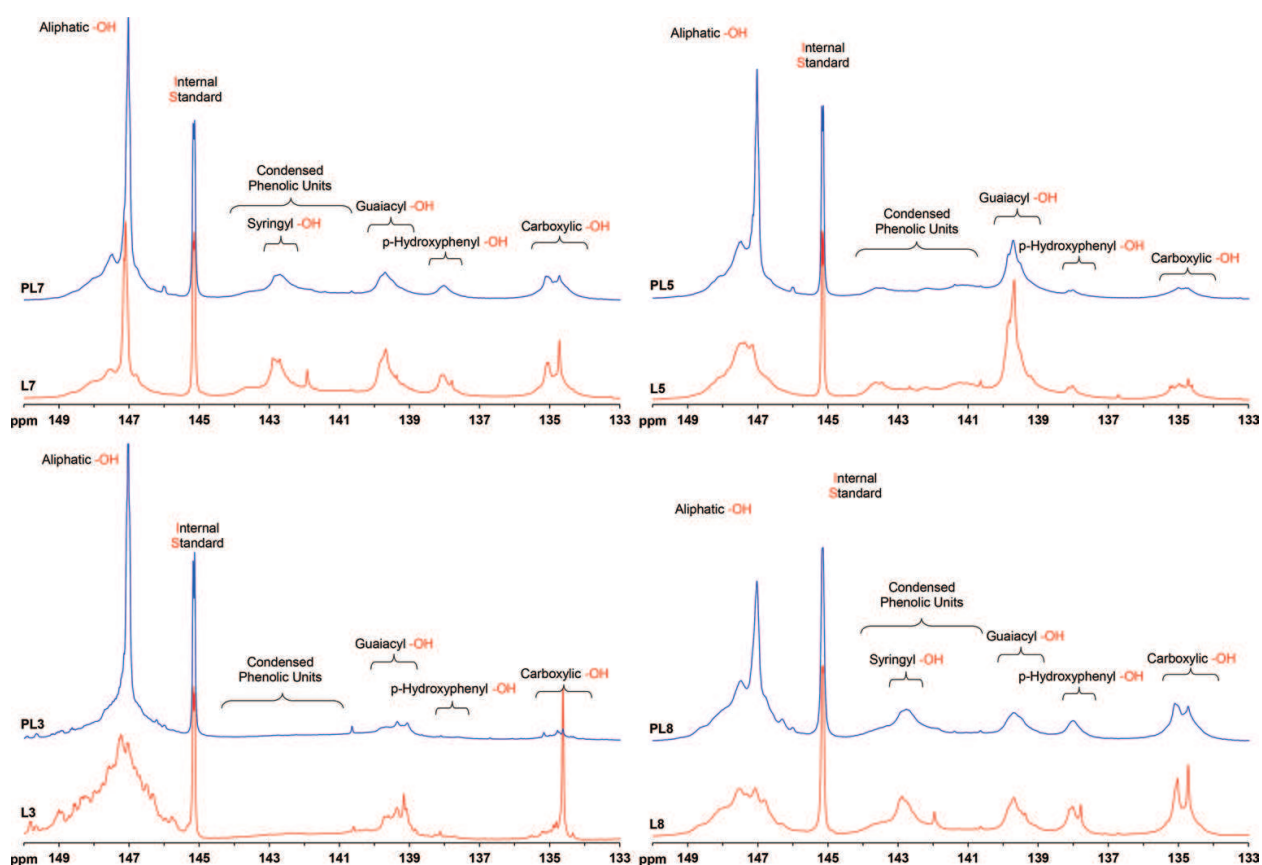 Aliphatic -OH
Internal
Standard
Condensed
Phenolic Units
Syringyl -OH
Guaiacyl -OH
p-Hydroxyphenyl -OH
Carboxylic -OH
PL7
L7
ppm 149 147 145 143 141 139 137 135 133
Aliphatic -OH
Internal
Standard
Condensed
Phenolic Units
Guaiacyl -OH
p-Hydroxyphenyl -OH
Carboxylic -OH
PL5
L5
ppm 149 147 145 143 141 139 137 135 133
Aliphatic -OH
Internal
Standard
Condensed
Phenolic Units
Guaiacyl -OH
p-Hydroxyphenyl -OH
Carboxylic -OH
PL3
L3
ppm 149 147 145 143 141 139 137 135 133
Aliphatic -OH
Internal
Standard
Condensed
Phenolic Units
Syringyl -OH
Guaiacyl -OH
p-Hydroxyphenyl -OH
Carboxylic -OH
PL8
L8
ppm 149 147 145 143 141 139 137 135 133